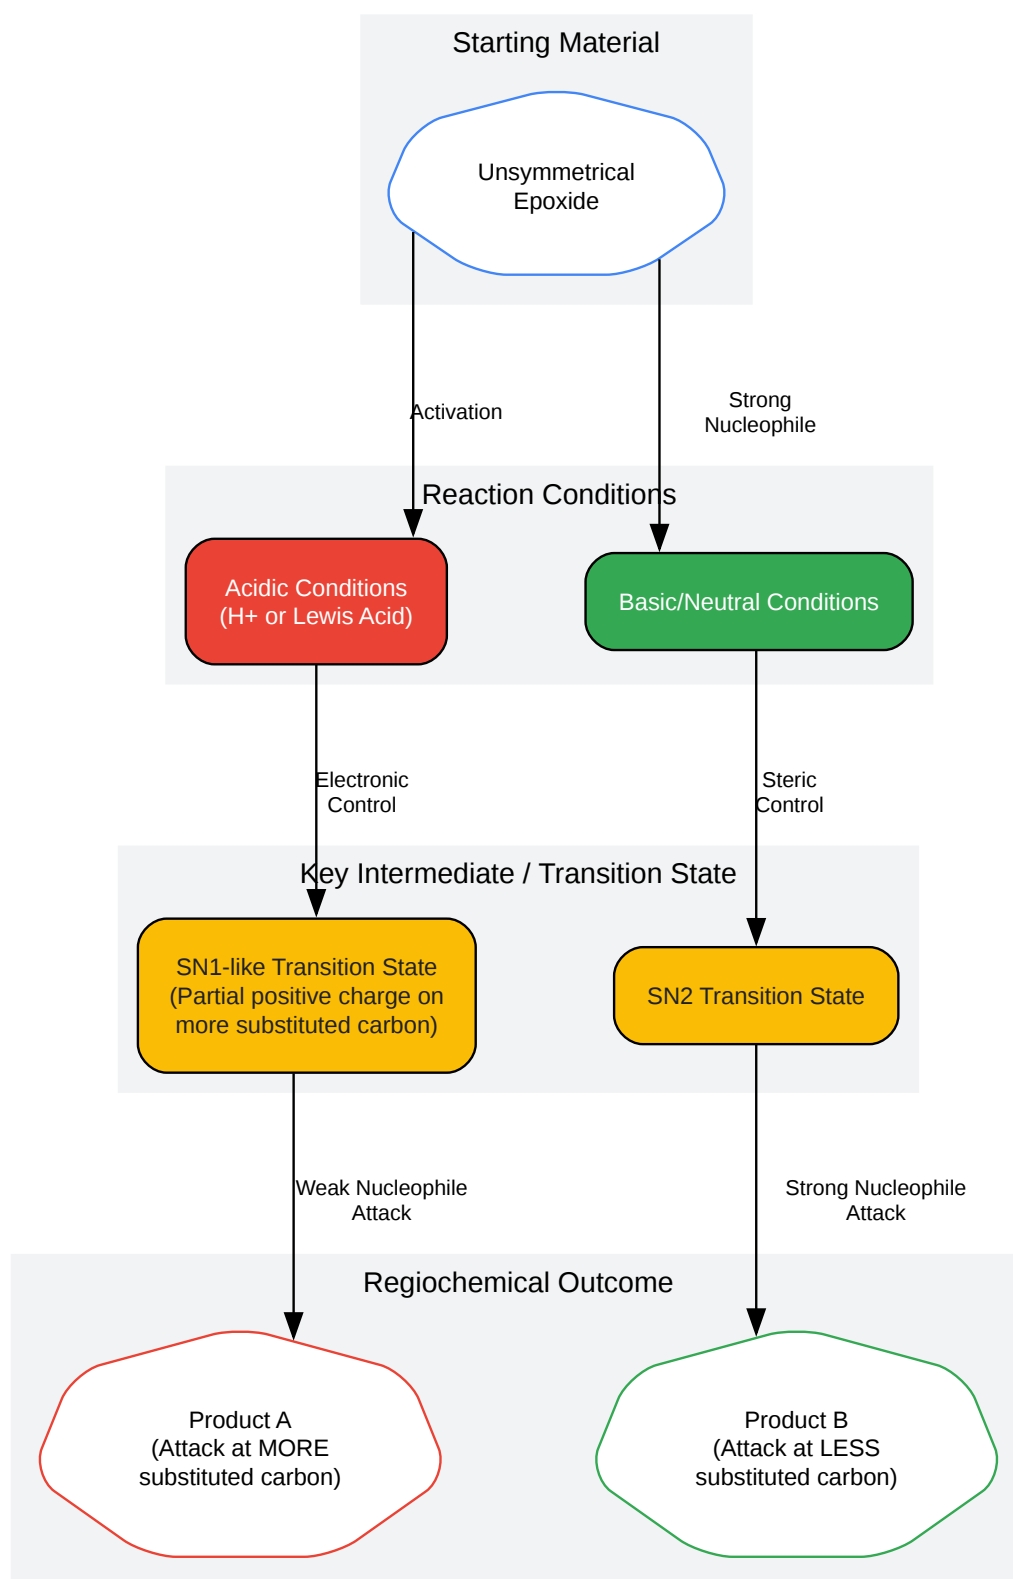 Starting Material
Unsymmetrical
Epoxide
Activation
Strong
Nucleophile
Reaction Conditions
Acidic Conditions
(H+ or Lewis Acid)
Basic/Neutral Conditions
Electronic
Control
Steric
Control
Key Intermediate / Transition State
SN1-like Transition State
(Partial positive charge on
more substituted carbon)
SN2 Transition State
Weak Nucleophile
Attack
Strong Nucleophile
Attack
Regiochemical Outcome
Product A
(Attack at MORE
substituted carbon)
Product B
(Attack at LESS
substituted carbon)